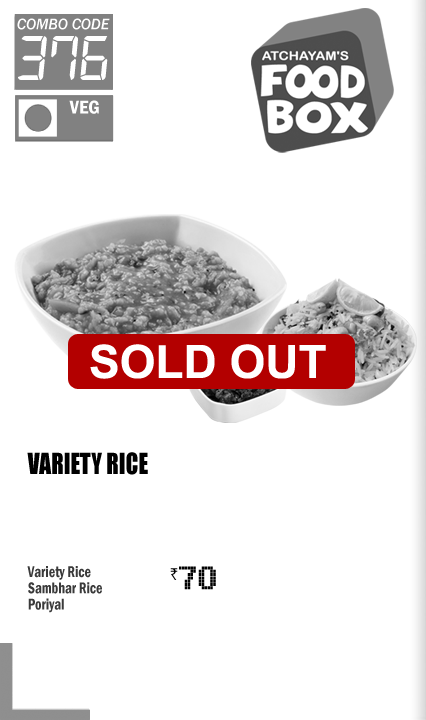 COMBO CODE
376
VEG
ATCHAYAM'S
FOOD
BOX
SOLD OUT
VARIETY RICE
Variety Rice
Sambhar Rice
Poriyal
₹70